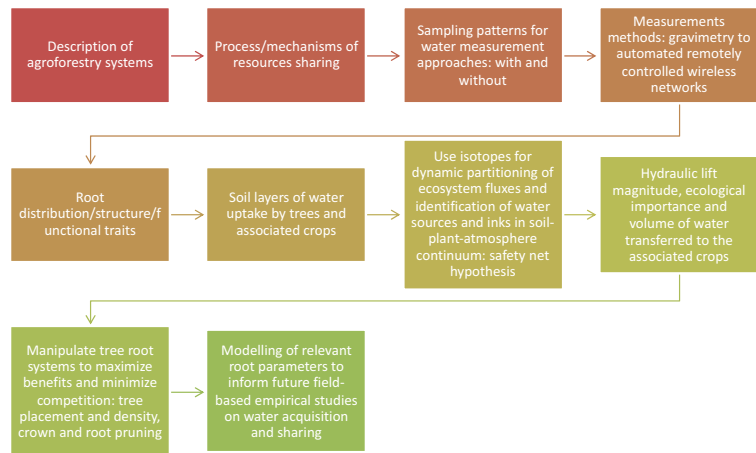 Description of
agroforestry systems
Process/mechanisms of
resources sharing
Sampling patterns for
water measurement
approaches: with and
without
Measurements
methods: gravimetry to
automated remotely
controlled wireless
networks
Root
distribution/structure/f
unctional traits
Soil layers of water
uptake by trees and
associated crops
Use isotopes for
dynamic partitioning of
ecosystem fluxes and
identification of water
sources and inks in soil-
plant-atmosphere
continuum: safety net
hypothesis
Hydraulic lift
magnitude, ecological
importance and
volume of water
transferred to the
associated crops
Manipulate tree root
systems to maximize
benefits and minimize
competition: tree
placement and density,
crown and root pruning
Modelling of relevant
root parameters to
inform future field-
based empirical studies
on water acquisition
and sharing